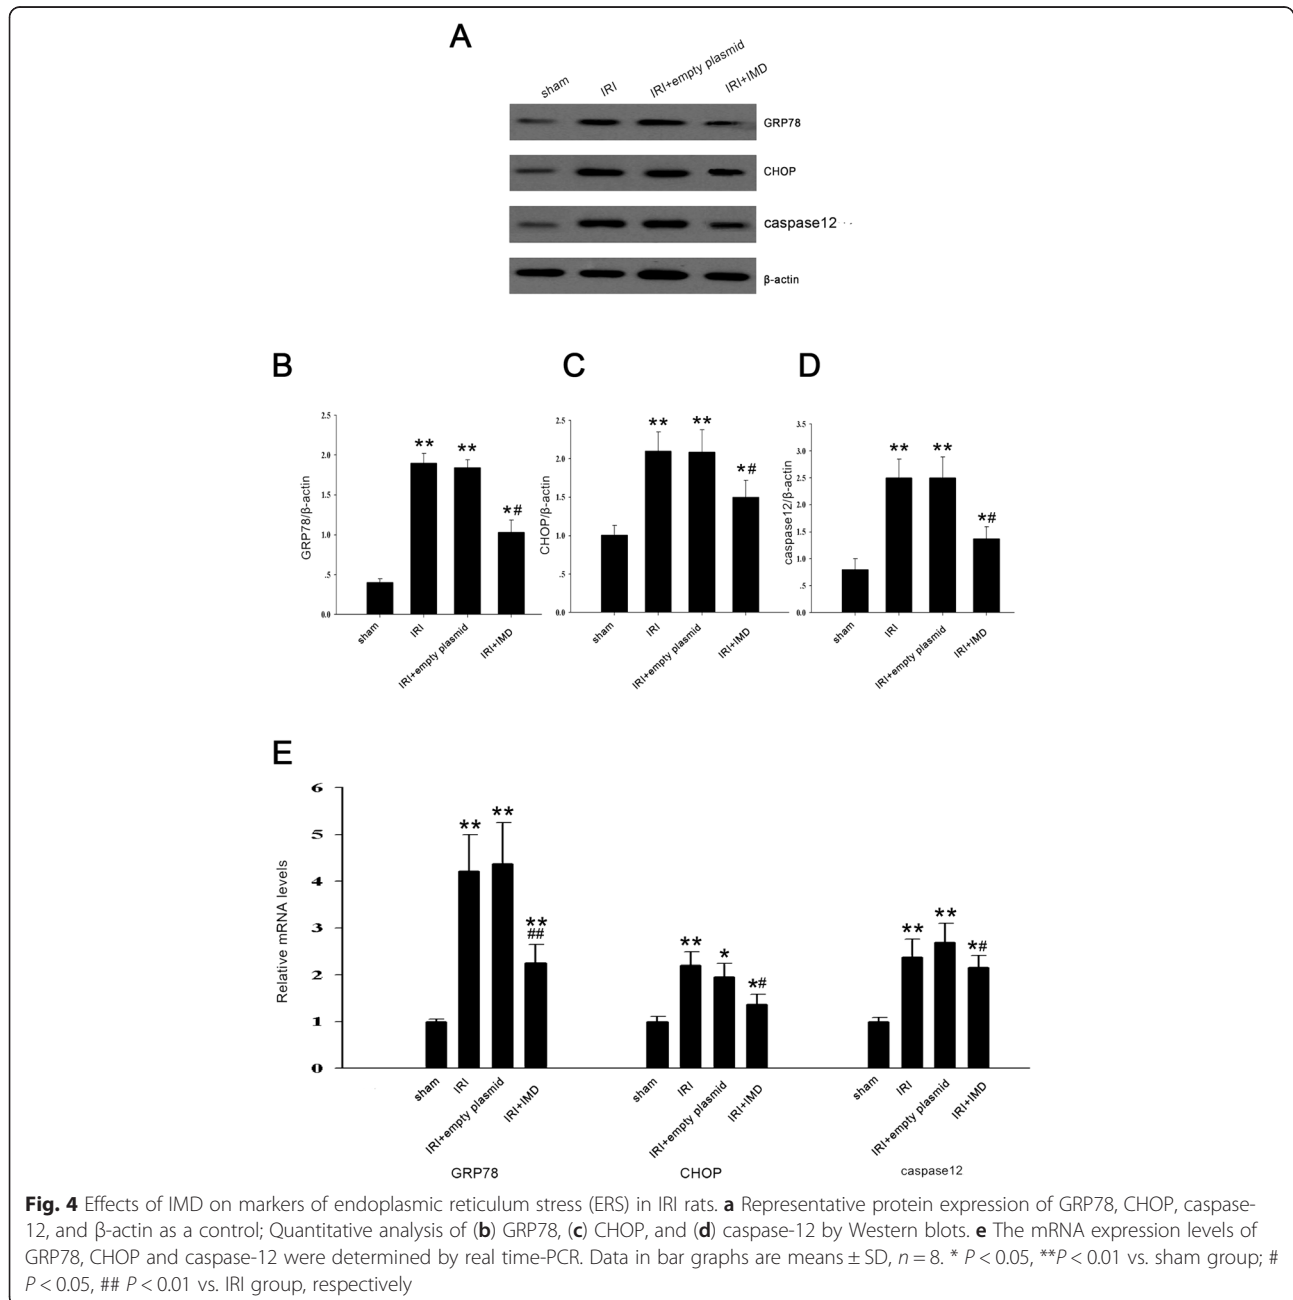 A
sham IRI IRI+empty plasmid IRI+IMD
GRP78
CHOP
caspase12
β-actin
B
GRP78/β-actin
2.5
2.0
1.5
1.0
.5
0.0
** ** *#
sham IRI IRI+empty plasmid IRI+IMD
C
CHOP/β-actin
2.5
2.0
1.5
1.0
.5
0.0
** ** *#
sham IRI IRI+empty plasmid IRI+IMD
D
caspase12/β-actin
3.5
3.0
2.5
2.0
1.5
1.0
.5
0.0
** ** *#
sham IRI IRI+empty plasmid IRI+IMD
E
Relative mRNA levels
6
5
4
3
2
1
0
** ** **
##
** * *#
** ** *#
sham IRI IRI+empty plasmid IRI+IMD
sham IRI IRI+empty plasmid IRI+IMD
sham IRI IRI+empty plasmid IRI+IMD
GRP78 CHOP caspase12
Fig. 4 Effects of IMD on markers of endoplasmic reticulum stress (ERS) in IRI rats. a Representative protein expression of GRP78, CHOP, caspase-
12, and β-actin as a control; Quantitative analysis of (b) GRP78, (c) CHOP, and (d) caspase-12 by Western blots. e The mRNA expression levels of
GRP78, CHOP and caspase-12 were determined by real time-PCR. Data in bar graphs are means ± SD, n = 8. * P < 0.05, **P < 0.01 vs. sham group; #
P < 0.05, ## P < 0.01 vs. IRI group, respectively